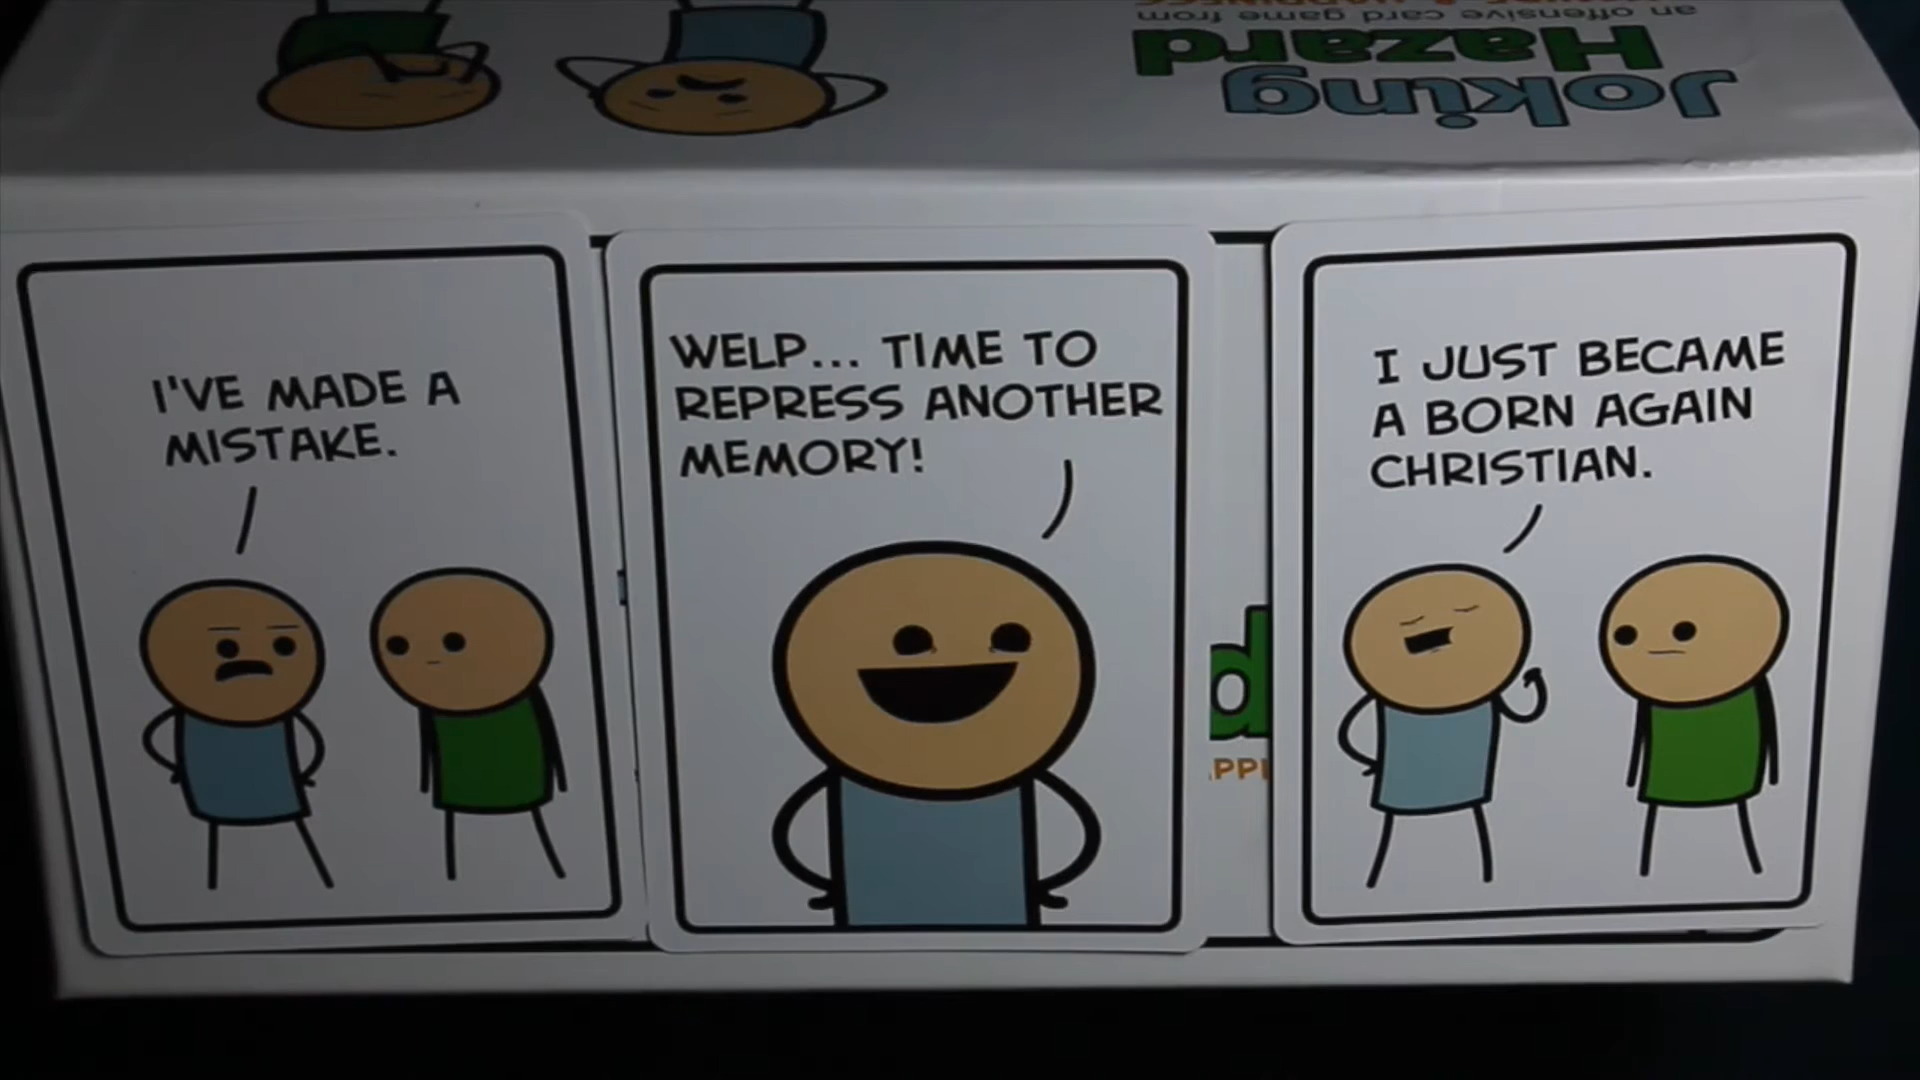 Joking
Hazard
an offensive card game from
I'VE MADE A
MISTAKE.
WELP... TIME TO
REPRESS ANOTHER
MEMORY!
I JUST BECAME
A BORN AGAIN
CHRISTIAN.
d
PPI